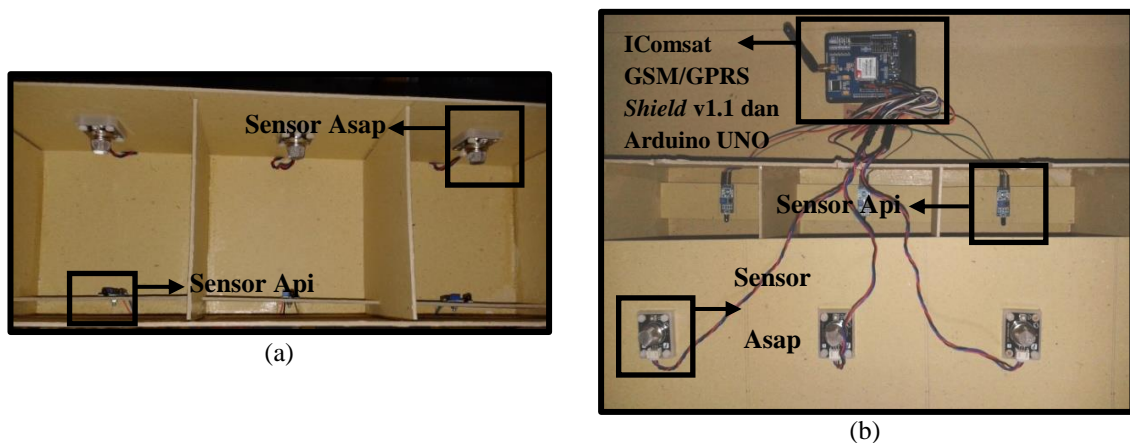 Sensor Asap
Sensor Api
(a)
IComsat
GSM/GPRS
Shield v1.1 dan
Arduino UNO
Sensor Api
Sensor
Asap
(b)